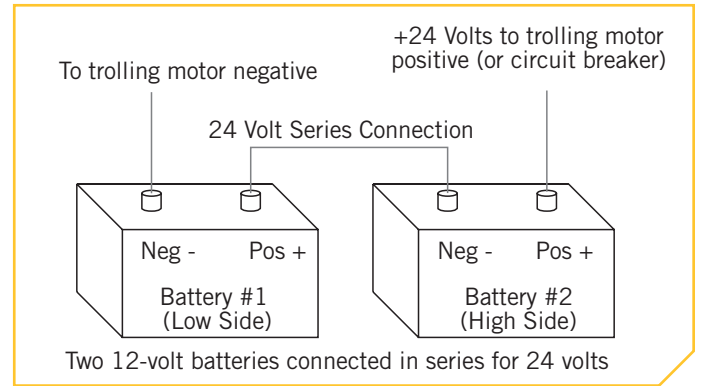 To trolling motor negative
+24 Volts to trolling motor
positive (or circuit breaker)
24 Volt Series Connection
Neg -
Pos +
Battery #1
(Low Side)
Neg -
Pos +
Battery #2
(High Side)
Two 12-volt batteries connected in series for 24 volts